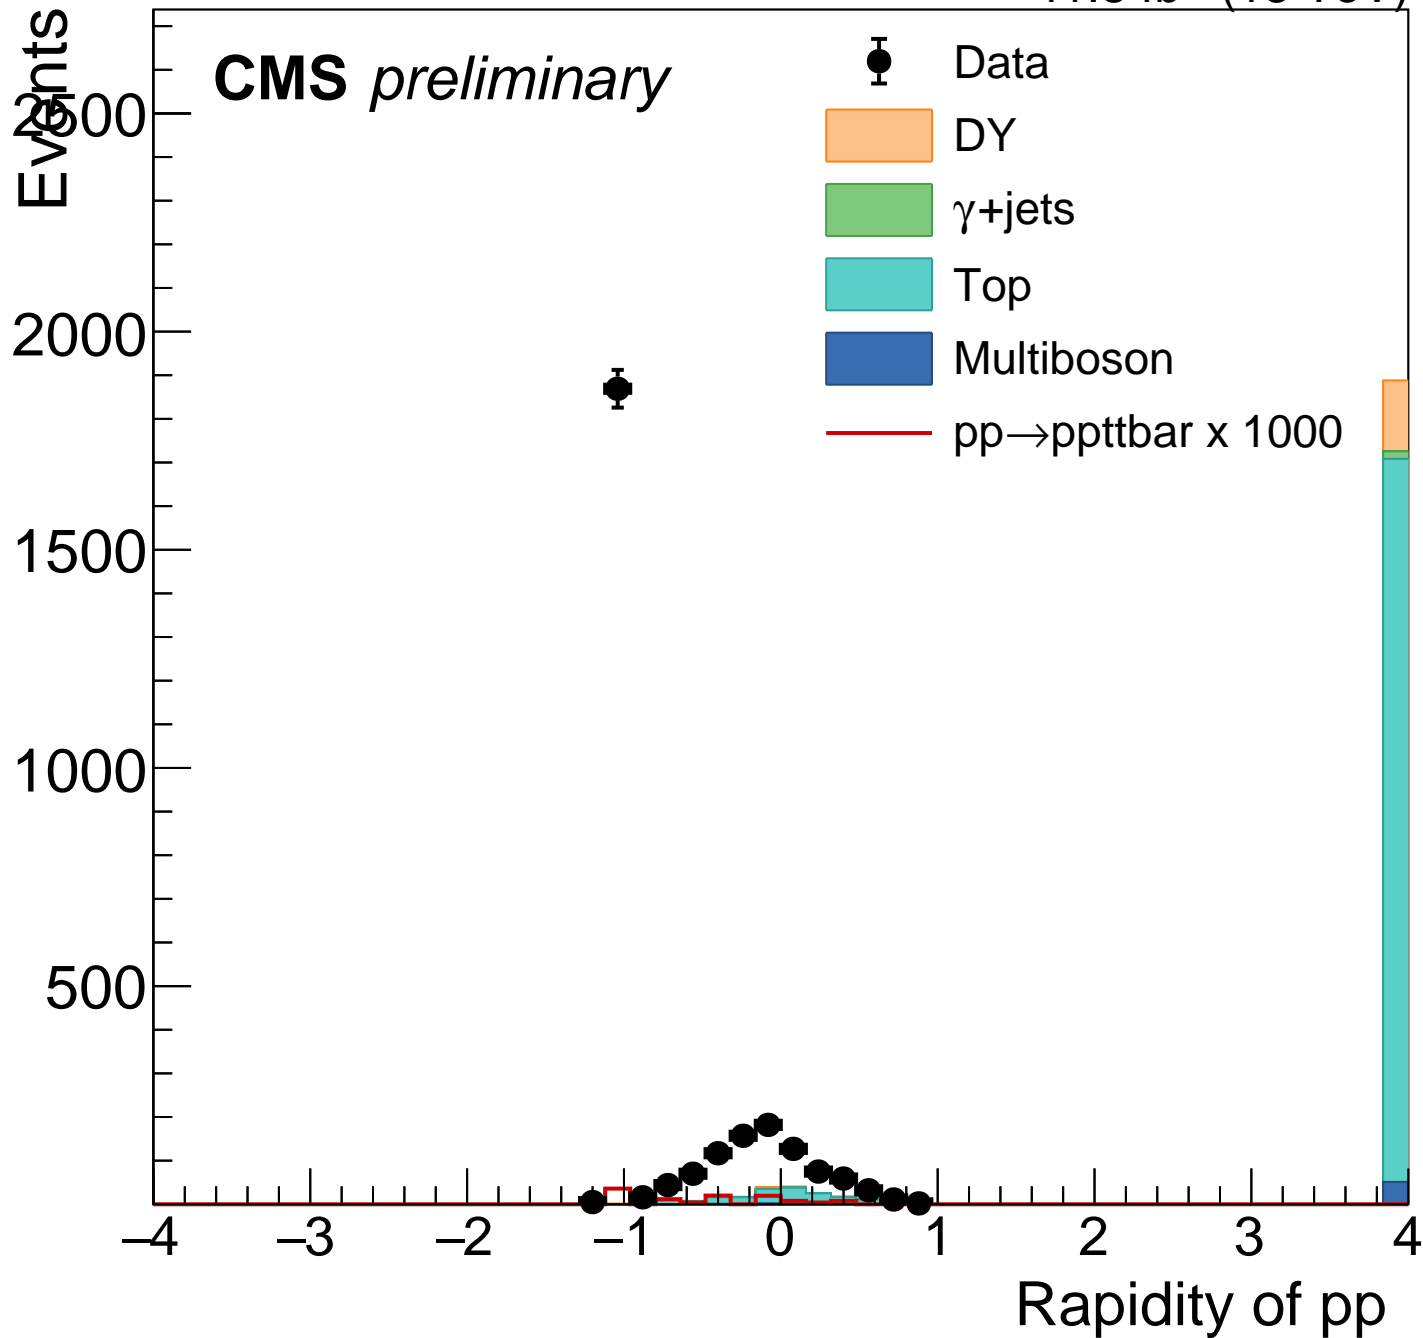 CMS preliminary
Events
Data
DY
γ+jets
Top
Multiboson
pp→ppttbar x 1000
2500
2000
1500
1000
500
−4 −3 −2 −1 0 1 2 3 4
Rapidity of pp